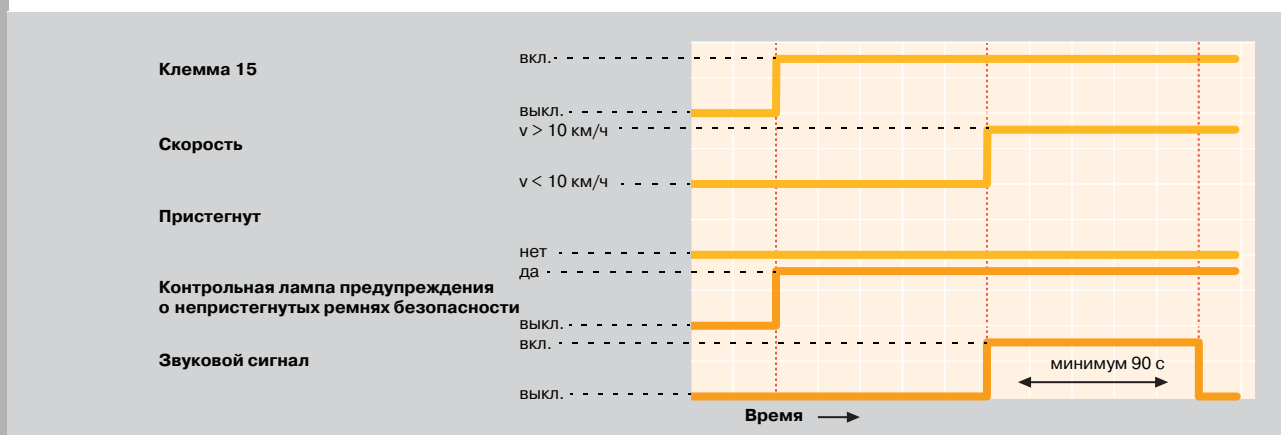 вкл.
Клемма 15
выкл.
v > 10 км/ч
Скорость
v < 10 км/ч
Пристегнут
нет
да
Контрольная лампа предупреждения
о непристегнутых ремнях безопасности
выкл.
вкл.
Звуковой сигнал
минимум 90 с
выкл.
Время